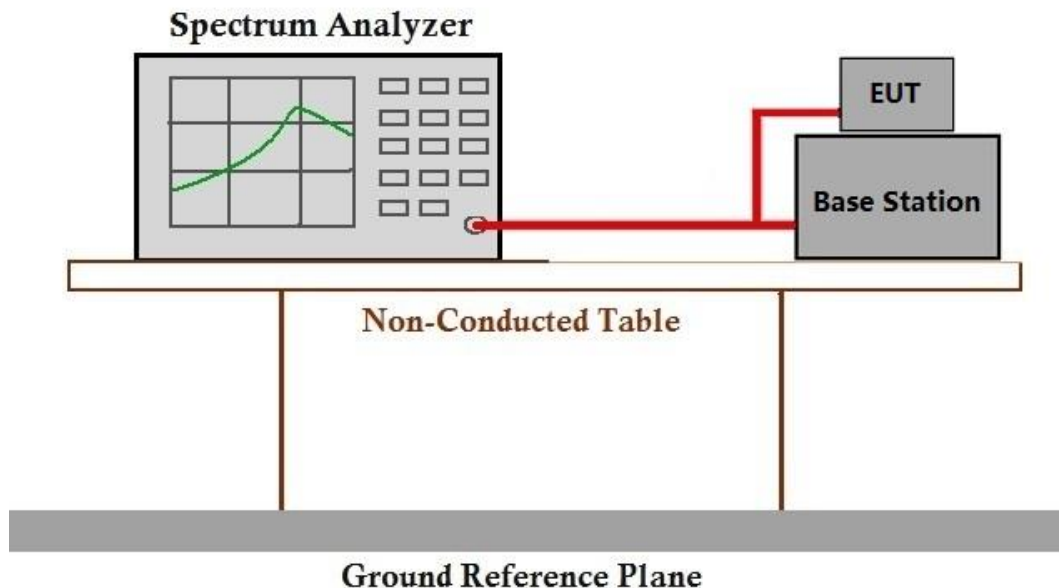 Spectrum Analyzer
EUT
Base Station
Non-Conducted Table
Ground Reference Plane